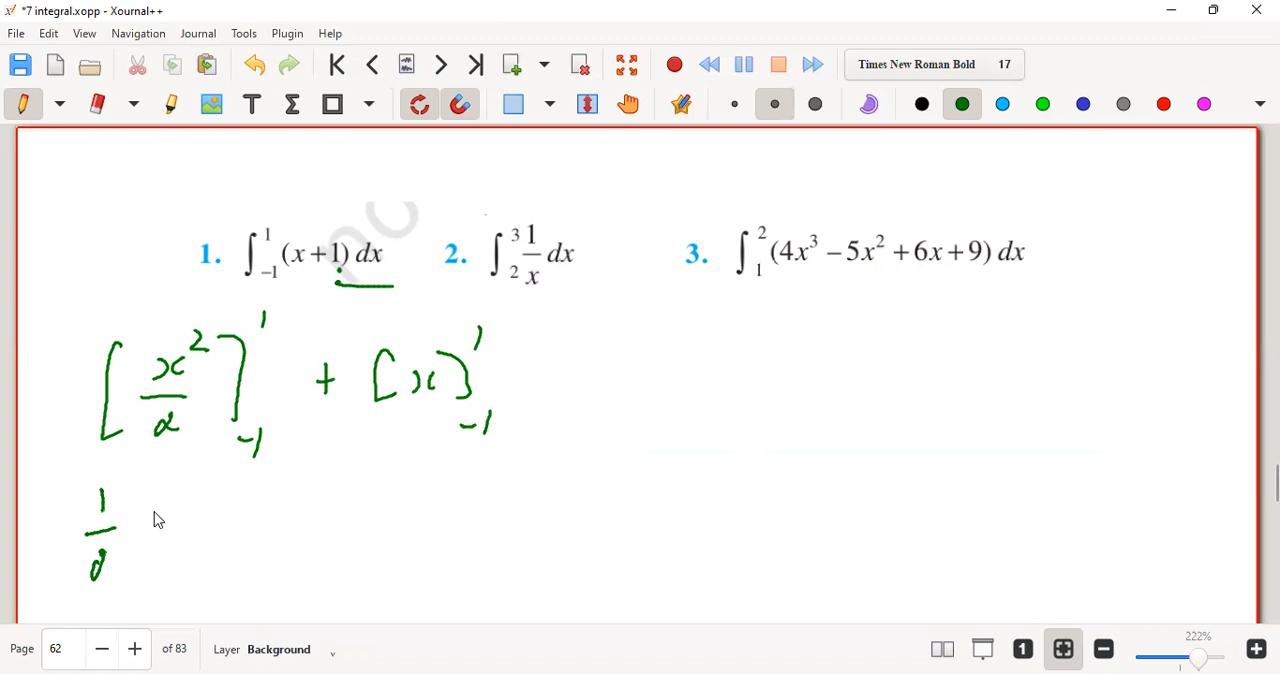 *7 integral.xopp - Xournal++
File Edit View Navigation Journal Tools Plugin Help
Times New Roman Bold 17
1. ∫_{-1}^{1} (x+1) dx 2. ∫_{2}^{3} 1/x dx 3. ∫_{1}^{2} (4x³ − 5x² + 6x + 9) dx
[x²/2]_{-1}^{1} + [x]_{-1}^{1}
1/2
Page 62 of 83 Layer Background 1 222%